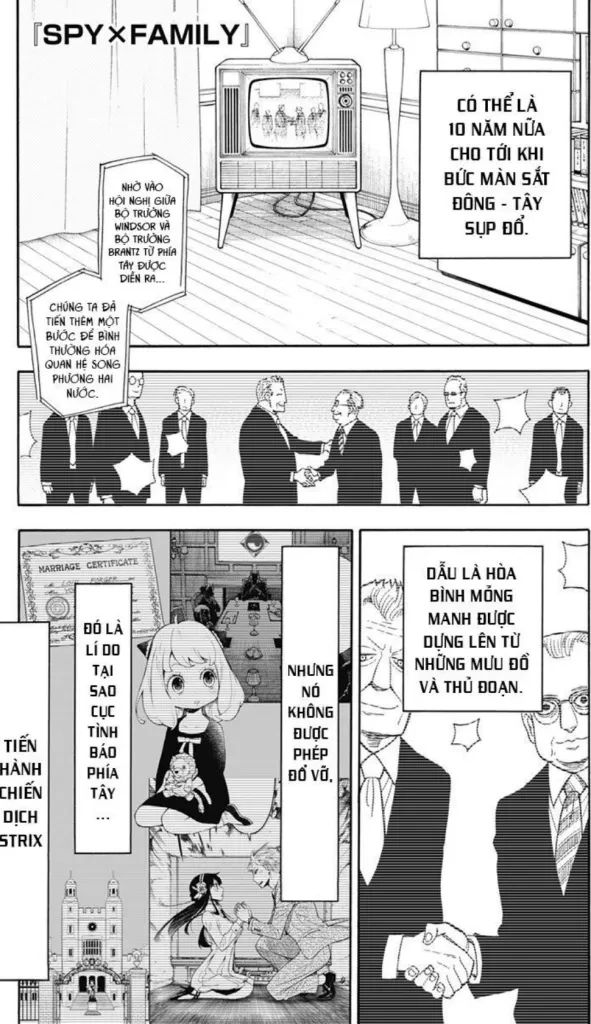 『SPY×FAMILY』
CÓ THỂ LÀ
10 NĂM NỮA
CHO TỚI KHI
BỨC MÀN SẮT
ĐÔNG - TÂY
SỤP ĐỔ.
NHỜ VÀO
HỘI NGHỊ GIỮA
BỘ TRƯỞNG
WINDSOR VÀ
BỘ TRƯỞNG
BRANTZ TỪ PHÍA
TÂY ĐƯỢC
DIỄN RA...
CHÚNG TA ĐÃ
TIẾN THÊM MỘT
BƯỚC ĐỂ BÌNH
THƯỜNG HÓA
QUAN HỆ SONG
PHƯƠNG HAI
NƯỚC.
DẪU LÀ HÒA
BÌNH MỎNG
MANH ĐƯỢC
DỰNG LÊN TỪ
NHỮNG MƯU ĐỒ
VÀ THỦ ĐOẠN.
NHƯNG
NÓ
KHÔNG
ĐƯỢC
PHÉP
ĐỔ VỠ,
MARRIAGE CERTIFICATE
ĐÓ LÀ
LÍ DO
TẠI
SAO
CỤC
TÌNH
BÁO
PHÍA
TÂY
...
TIẾN
HÀNH
CHIẾN
DỊCH
STRIX